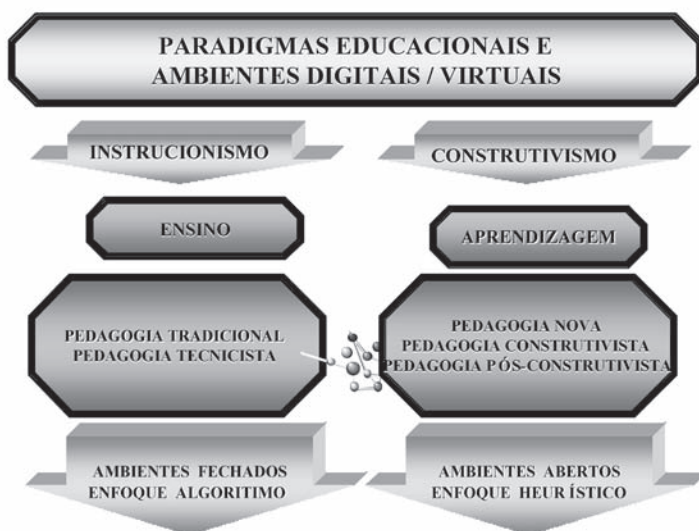 PARADIGMAS EDUCACIONAIS E
AMBIENTES DIGITAIS / VIRTUAIS
INSTRUCIONISMO
CONSTRUTIVISMO
ENSINO
APRENDIZAGEM
PEDAGOGIA TRADICIONAL
PEDAGOGIA TECNICISTA
PEDAGOGIA NOVA
PEDAGOGIA CONSTRUTIVISTA
PEDAGOGIA PÓS-CONSTRUTIVISTA
AMBIENTES FECHADOS
ENFOQUE ALGORITIMO
AMBIENTES ABERTOS
ENFOQUE HEURÍSTICO